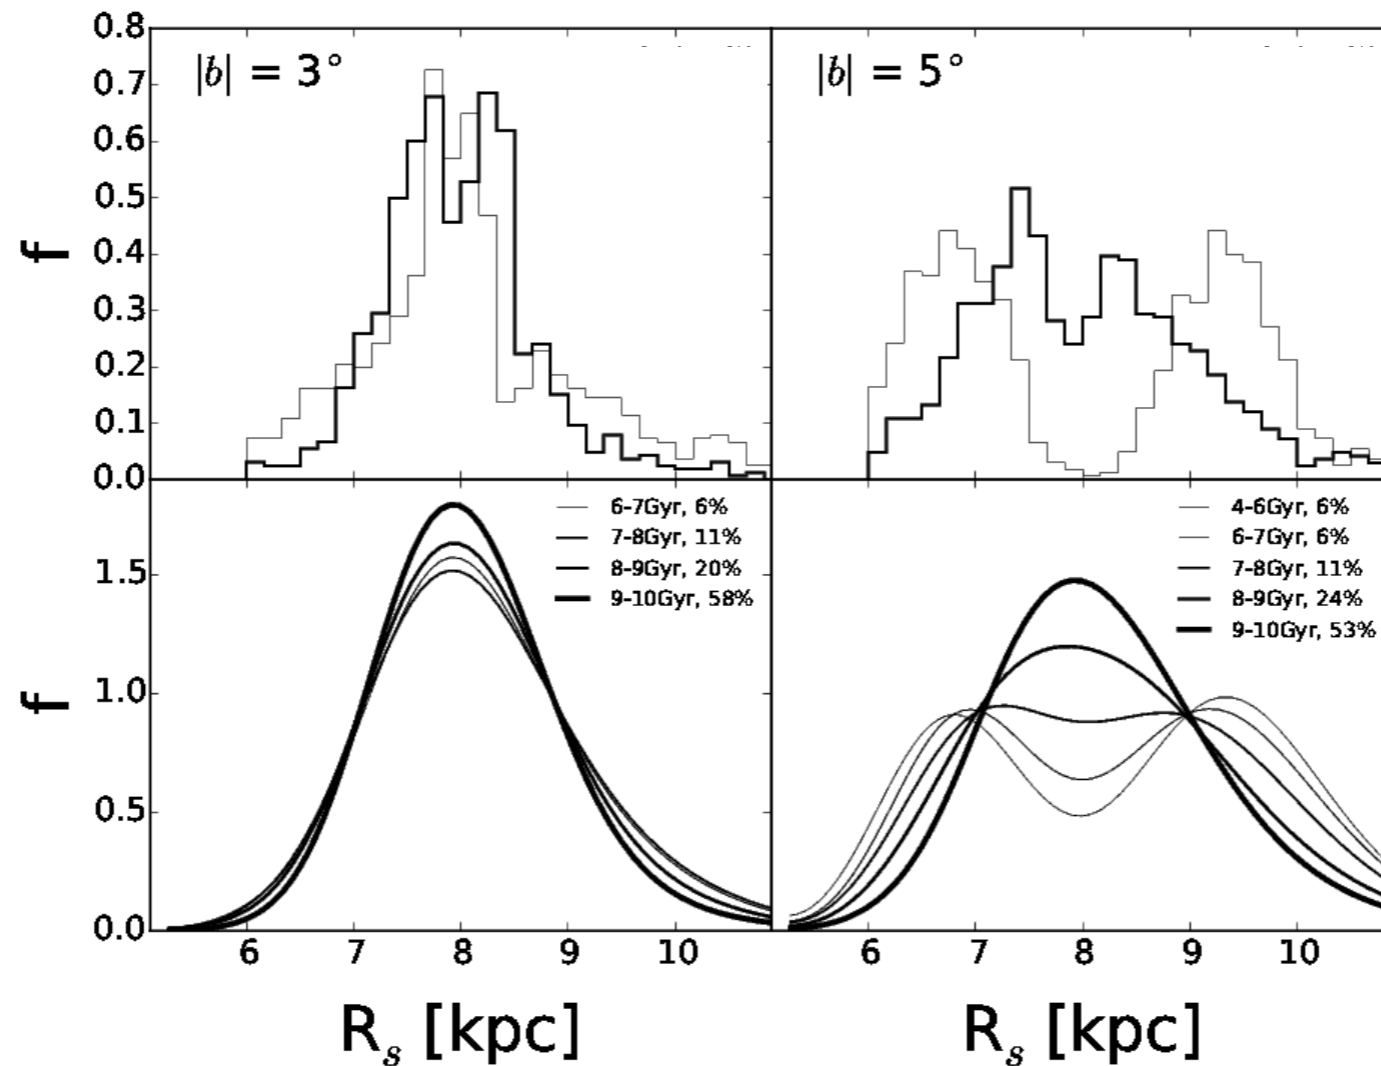 |b| = 3°
|b| = 5°
f
0.8
0.7
0.6
0.5
0.4
0.3
0.2
0.1
0.0
6-7Gyr, 6%
7-8Gyr, 11%
8-9Gyr, 20%
9-10Gyr, 58%
4-6Gyr, 6%
6-7Gyr, 6%
7-8Gyr, 11%
8-9Gyr, 24%
9-10Gyr, 53%
f
1.5
1.0
0.5
0.0
6 7 8 9 10
6 7 8 9 10
Rs [kpc]
Rs [kpc]